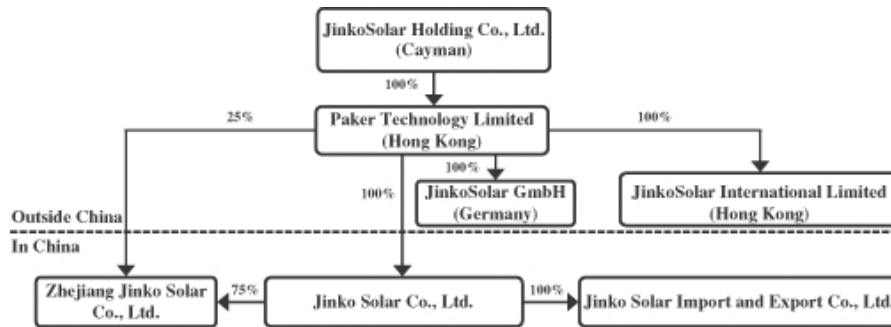 JinkoSolar Holding Co., Ltd.
(Cayman)
100%
25%
Paker Technology Limited
(Hong Kong)
100%
100%
100%
JinkoSolar GmbH
(Germany)
JinkoSolar International Limited
(Hong Kong)
Outside China
In China
Zhejiang Jinko Solar
Co., Ltd.
75%
Jinko Solar Co., Ltd.
100%
Jinko Solar Import and Export Co., Ltd.